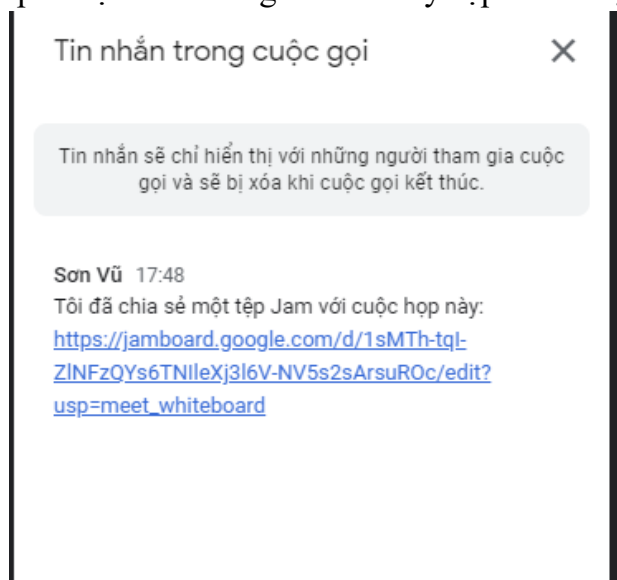 Tin nhắn trong cuộc gọi
Tin nhắn sẽ chỉ hiển thị với những người tham gia cuộc
gọi và sẽ bị xóa khi cuộc gọi kết thúc.
Sơn Vũ 17:48
Tôi đã chia sẻ một tệp Jam với cuộc họp này:
https://jamboard.google.com/d/1sMTh-tqI-
ZlNFzQYs6TNIleXj3l6V-NV5s2sArsuROc/edit?
usp=meet_whiteboard